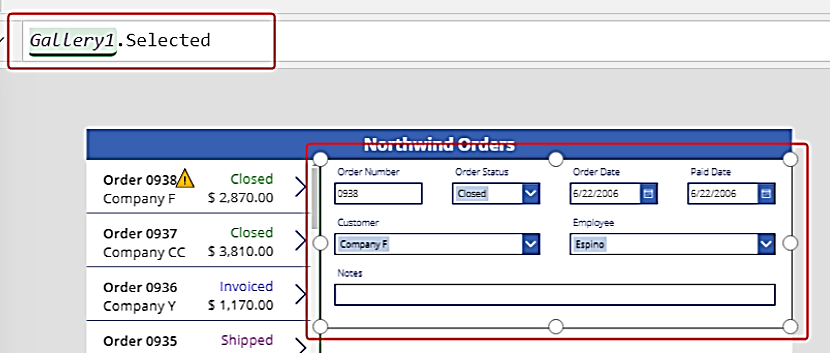 Gallery1.Selected
Northwind Orders
Order 0938 Closed
Company F $ 2,870.00
Order 0937 Closed
Company CC $ 3,810.00
Order 0936 Invoiced
Company Y $ 1,170.00
Order 0935 Shipped
Order Number Order Status Order Date Paid Date
0938 Closed 6/22/2006 6/22/2006
Customer Employee
Company F Espino
Notes